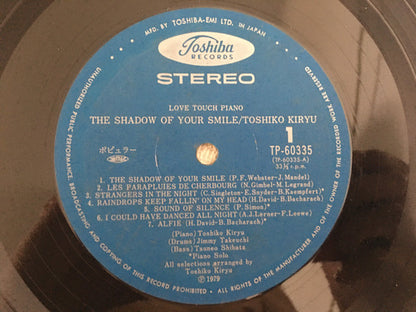 MFD. BY TOSHIBA-EMI LTD. IN JAPAN
Toshiba
RECORDS
STEREO
LOVE TOUCH PIANO
THE SHADOW OF YOUR SMILE/TOSHIKO KIRYU
ポピュラー
1
TP-60335
(TP-60335-A)
33⅓ r.p.m.
1. THE SHADOW OF YOUR SMILE (P.F.Webster-J.Mandel)
2. LES PARAPLUIES DE CHERBOURG (N.Gimbel-M.Legrand)
3. STRANGERS IN THE NIGHT (C.Singleton-E.Snyder-B.Kaempfert)
4. RAINDROPS KEEP FALLIN' ON MY HEAD (H.David-B.Bacharach)
5. SOUND OF SILENCE (P.Simon)*
6. I COULD HAVE DANCED ALL NIGHT (A.J.Lerner-F.Loewe)
7. ALFIE (H.David-B.Bacharach)*
(Piano) Toshiko Kiryu
(Drums) Jimmy Takeuchi
(Bass) Tsuneo Shibata
*Piano Solo
All selections arranged by
Toshiko Kiryu
℗1979
UNAUTHORIZED PUBLIC PERFORMANCE, BROADCASTING AND COPYING OF THIS RECORD PROHIBITED • ALL RIGHTS OF THE MANUFACTURER AND OF THE OWNER OF THE RECORDED WORK RESERVED